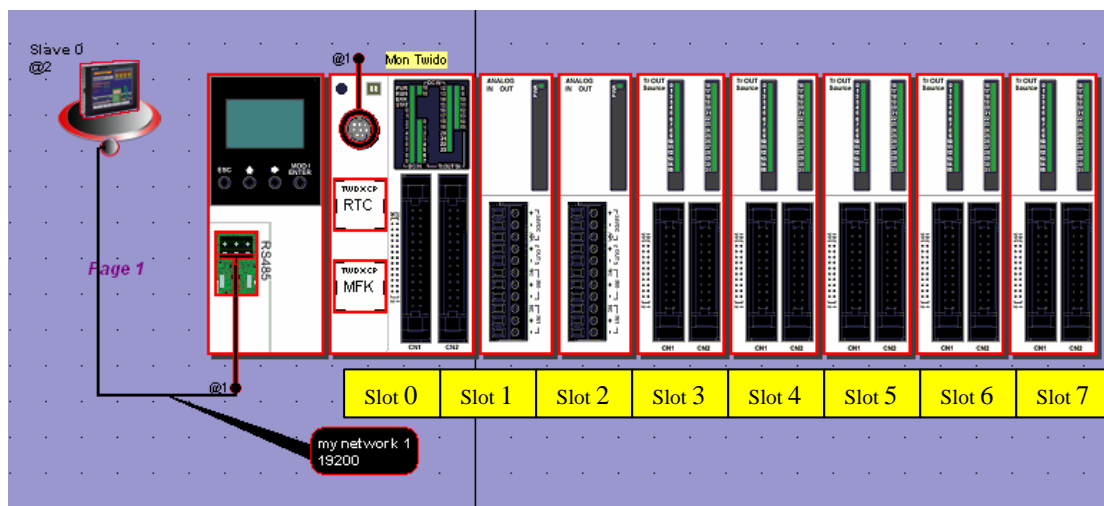 Slave 0
@2
@1
Mon Twido
ESC
MOD /
ENTER
TWDXCP
RTC
TWDXCP
MFK
RS485
Page 1
ANALOG
IN OUT
PWR
ANALOG
IN OUT
PWR
Tr OUT
Source
Tr OUT
Source
Tr OUT
Source
Tr OUT
Source
Tr OUT
Source
CN1 CN2
CN1 CN2
CN1 CN2
CN1 CN2
CN1 CN2
CN1 CN2
@1
Slot 0
Slot 1
Slot 2
Slot 3
Slot 4
Slot 5
Slot 6
Slot 7
my network 1
19200